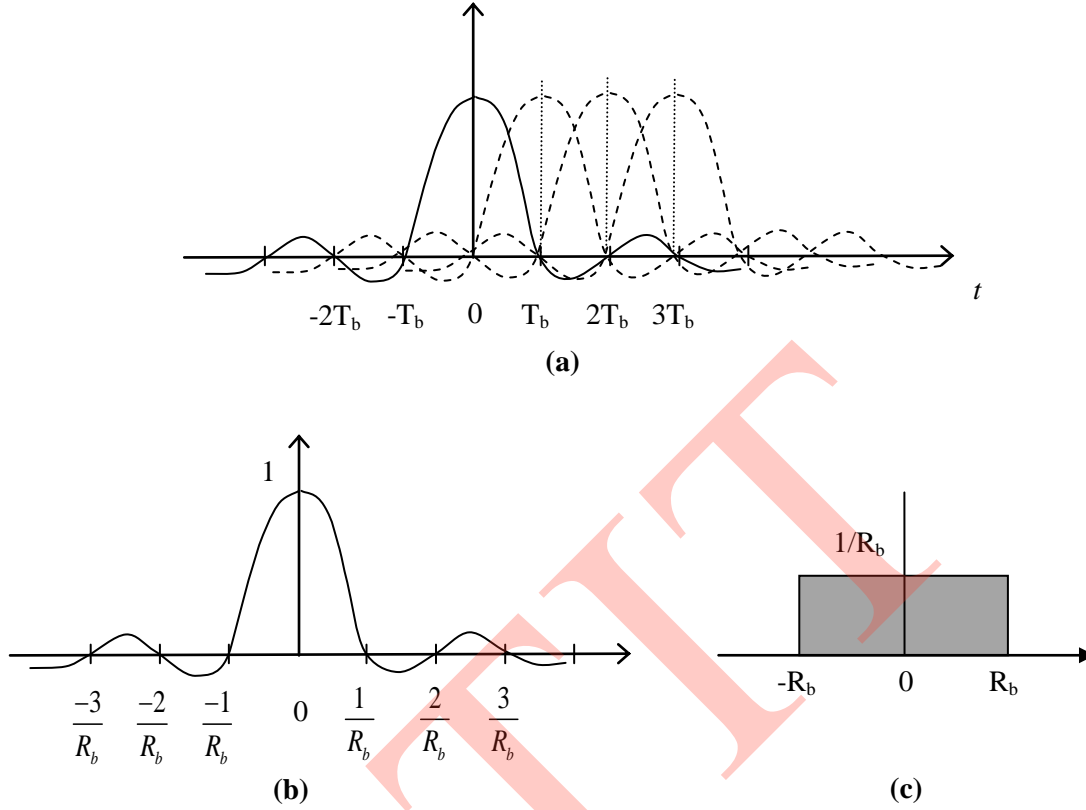 t
-2T_b -T_b 0 T_b 2T_b 3T_b
(a)
1
1/R_b
-R_b 0 R_b
-3/R_b -2/R_b -1/R_b 0 1/R_b 2/R_b 3/R_b
(b) (c)
TIT